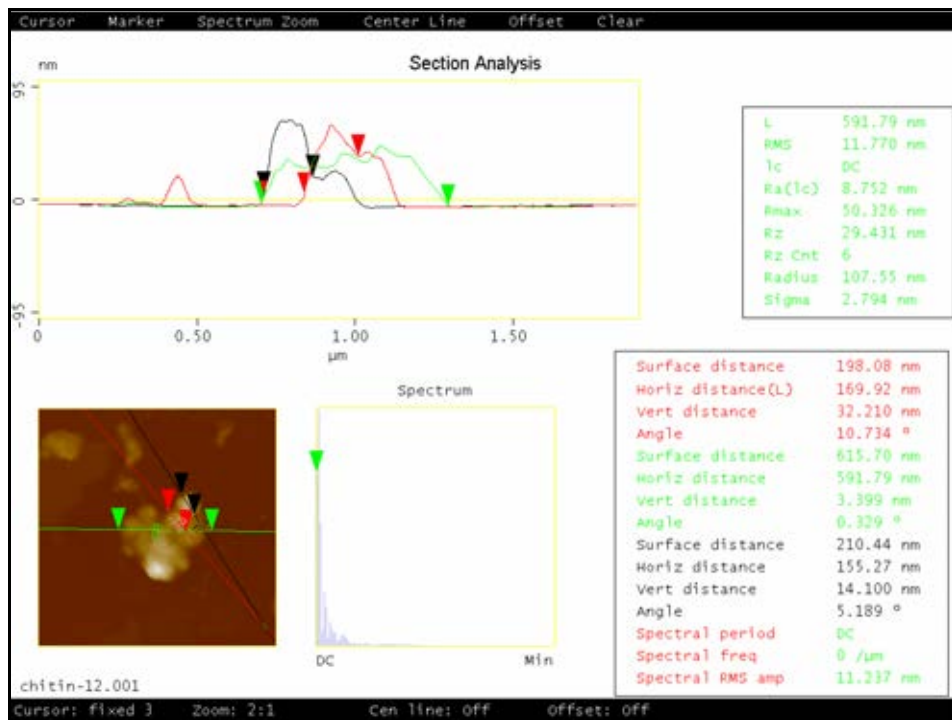 Cursor Marker Spectrum Zoom Center Line Offset Clear
Section Analysis
nm
95
0
-95
0 0.50 1.00 1.50
µm
L 591.79 nm
RMS 11.770 nm
lc DC
Ra(lc) 8.752 nm
Rmax 50.326 nm
Rz 29.431 nm
Rz Cnt 6
Radius 107.55 nm
Sigma 2.794 nm
Spectrum
DC Min
Surface distance 198.08 nm
Horiz distance(L) 169.92 nm
Vert distance 32.210 nm
Angle 10.734 °
Surface distance 615.70 nm
Horiz distance 591.79 nm
Vert distance 3.399 nm
Angle 0.329 °
Surface distance 210.44 nm
Horiz distance 155.27 nm
Vert distance 14.100 nm
Angle 5.189 °
Spectral period DC
Spectral freq 0 /µm
Spectral RMS amp 11.237 nm
chitin-12.001
Cursor: fixed 3 Zoom: 2:1 Cen line: Off Offset: Off